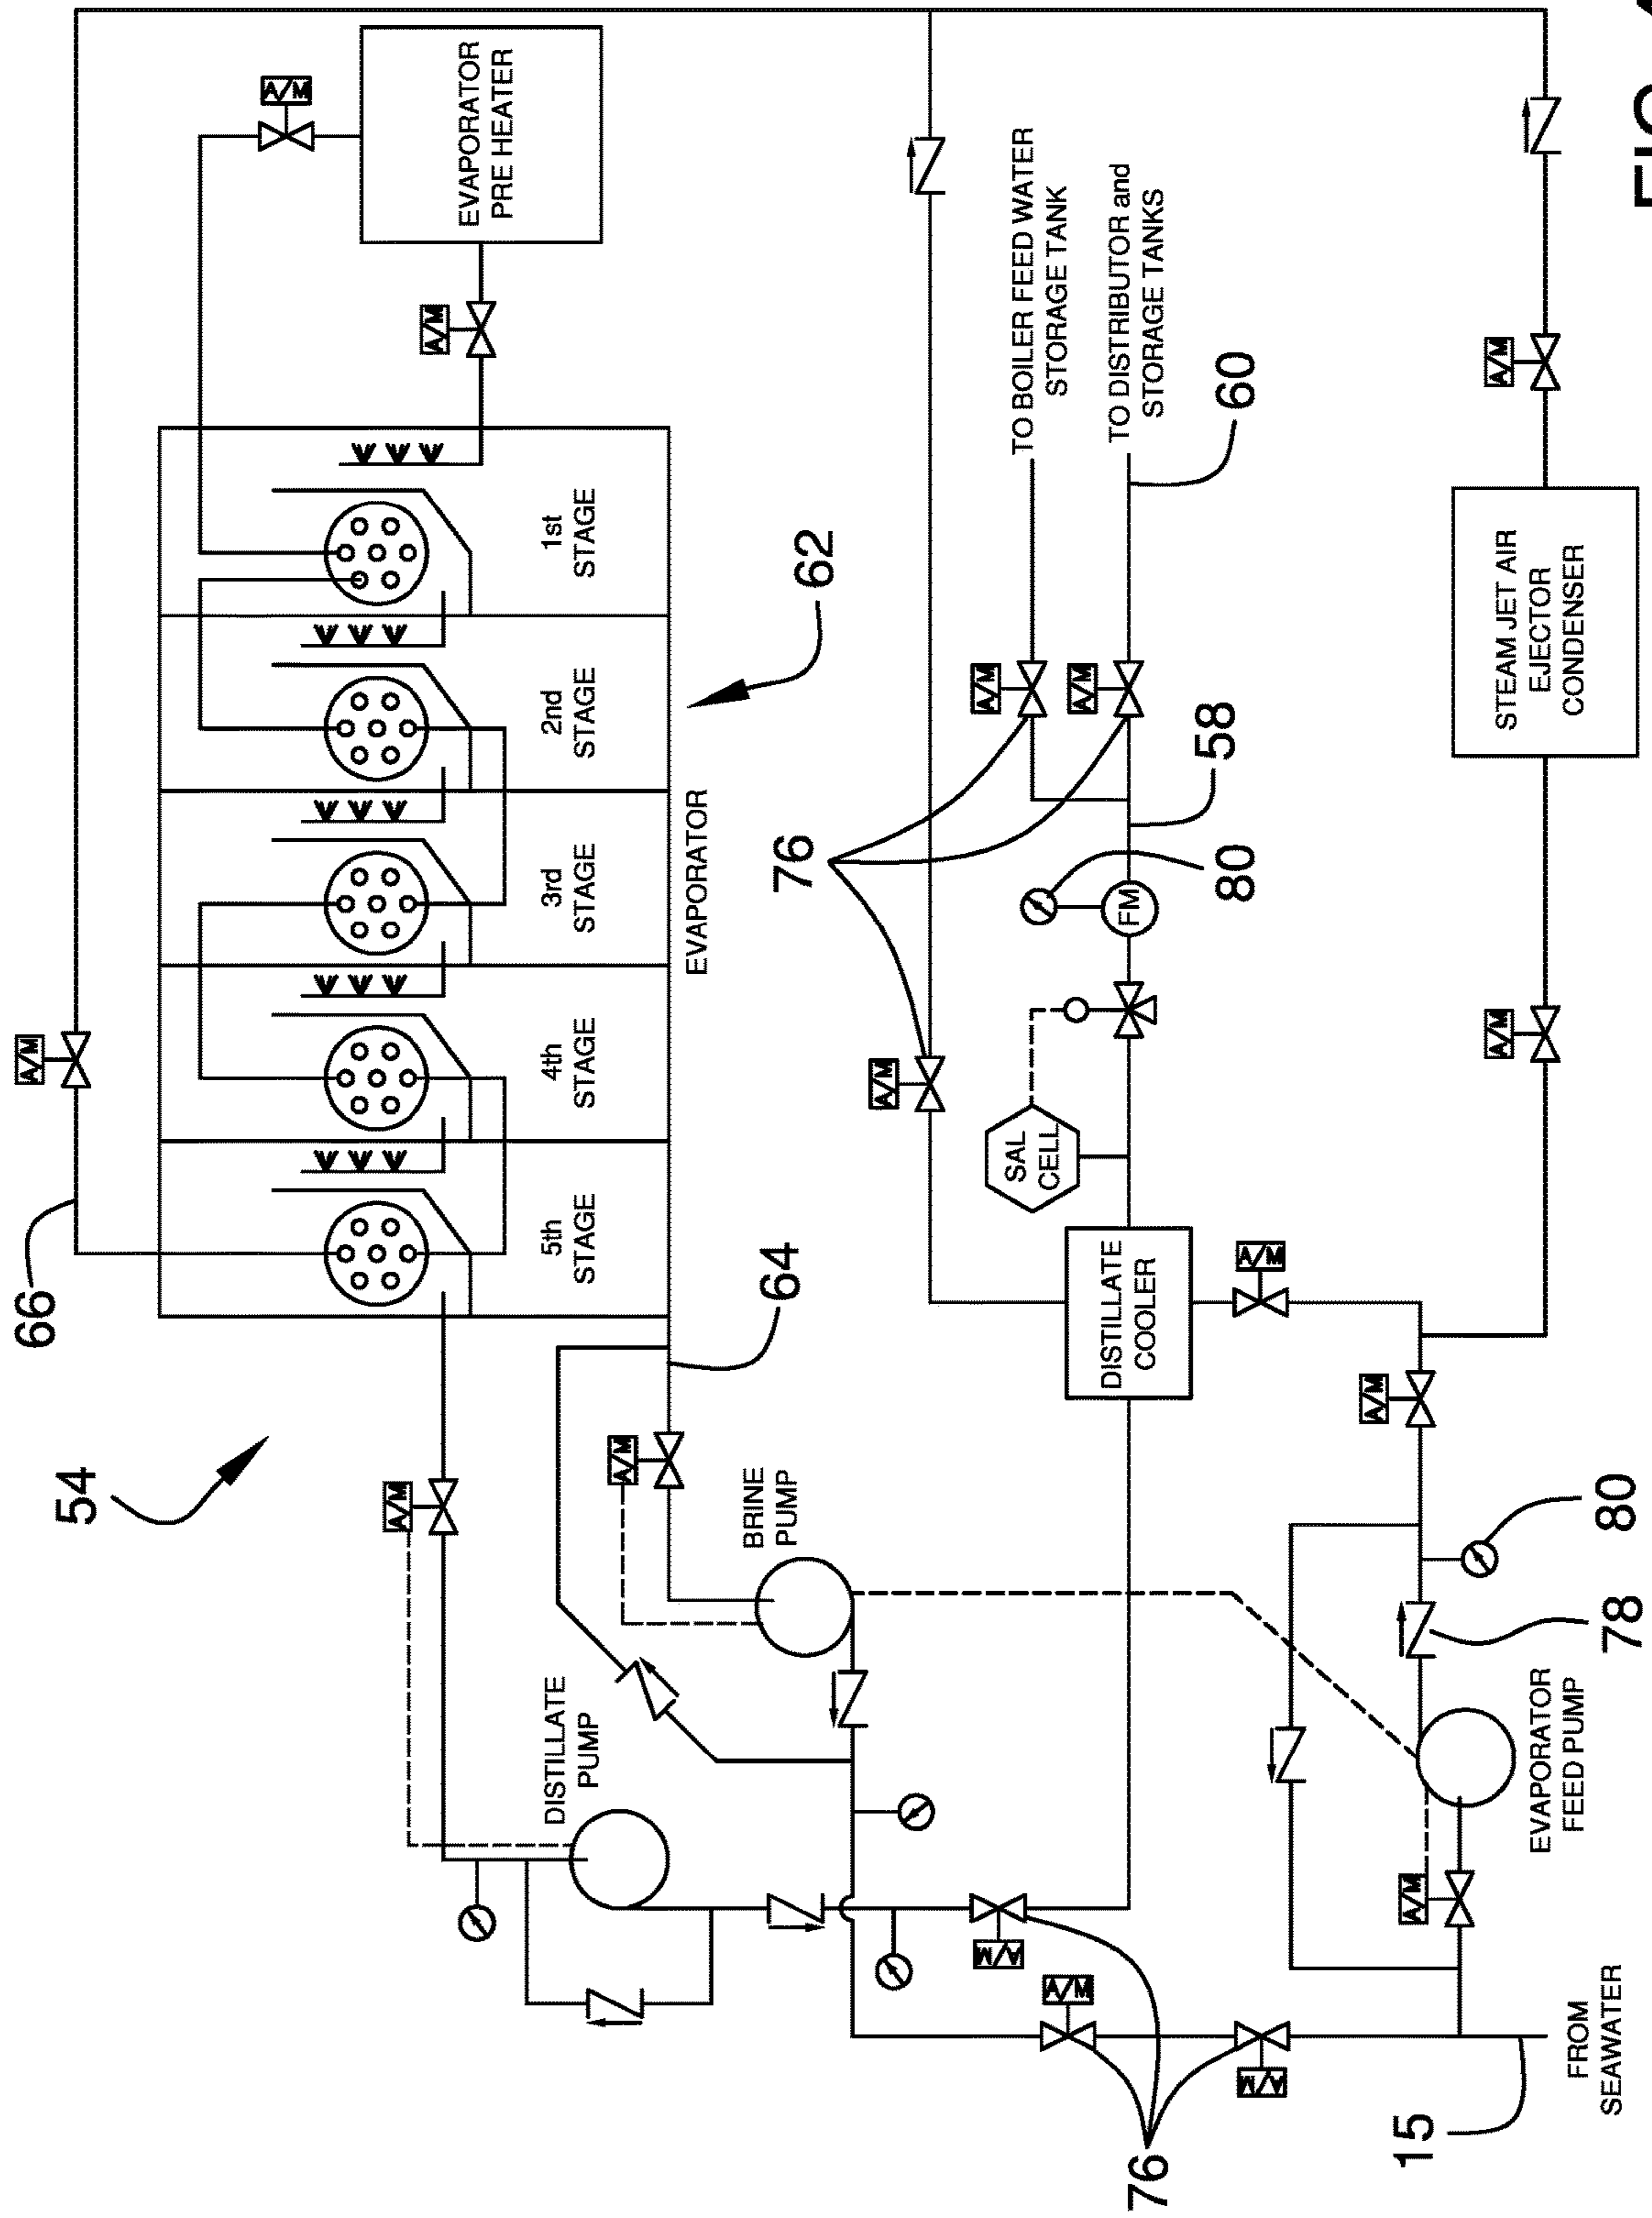 66
A/M
54
A/M
A/M
EVAPORATOR
PRE HEATER
A/M
5th
STAGE
4th
STAGE
3rd
STAGE
2nd
STAGE
1st
STAGE
DISTILLATE
PUMP
A/M
EVAPORATOR
62
BRINE
PUMP
64
76
A/M
A/M
SAL
CELL
A/M
TO BOILER FEED WATER
STORAGE TANK
A/M
A/M
FM
TO DISTRIBUTOR and
STORAGE TANKS
DISTILLATE
COOLER
76
58
60
80
A/M
A/M
A/M
15
A/M
A/M
A/M
STEAM JET AIR
EJECTOR
CONDENSER
EVAPORATOR
FEED PUMP
FROM
SEAWATER
78
80
FIG